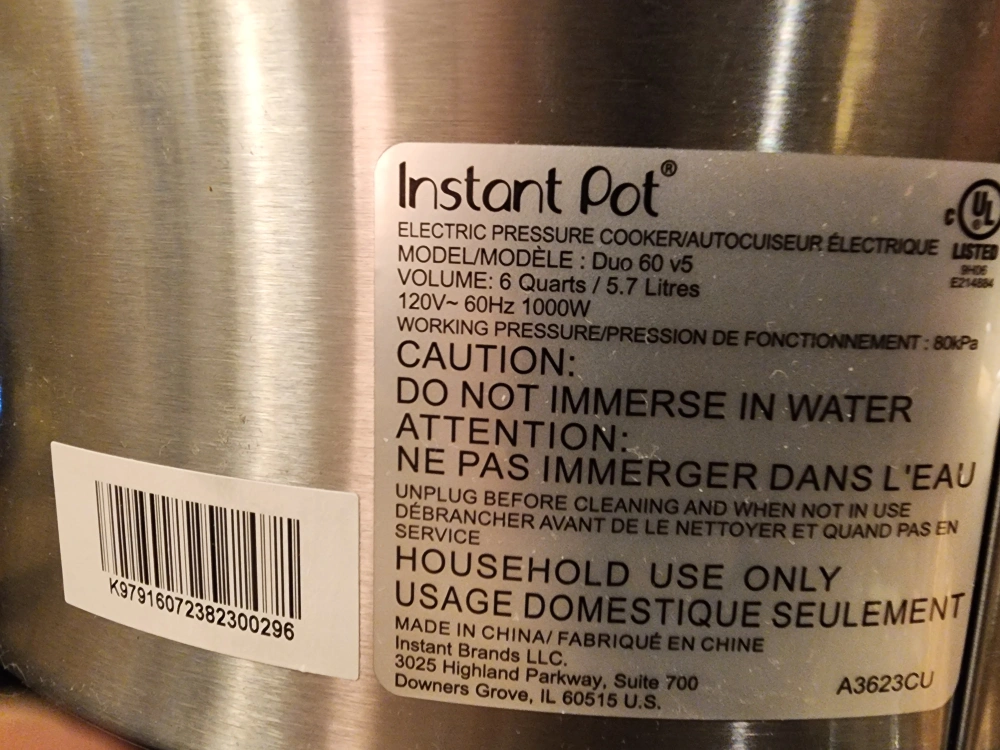 Instant Pot®
ELECTRIC PRESSURE COOKER/AUTOCUISEUR ÉLECTRIQUE
MODEL/MODÈLE : Duo 60 v5
VOLUME: 6 Quarts / 5.7 Litres
120V~ 60Hz 1000W
WORKING PRESSURE/PRESSION DE FONCTIONNEMENT : 80kPa
c UL ®
LISTED
9H06
E214884
CAUTION:
DO NOT IMMERSE IN WATER
ATTENTION:
NE PAS IMMERGER DANS L'EAU
UNPLUG BEFORE CLEANING AND WHEN NOT IN USE
DÉBRANCHER AVANT DE LE NETTOYER ET QUAND PAS EN
SERVICE
HOUSEHOLD USE ONLY
USAGE DOMESTIQUE SEULEMENT
MADE IN CHINA/ FABRIQUÉ EN CHINE
Instant Brands LLC.
3025 Highland Parkway, Suite 700
Downers Grove, IL 60515 U.S.
A3623CU
K97916072382300296